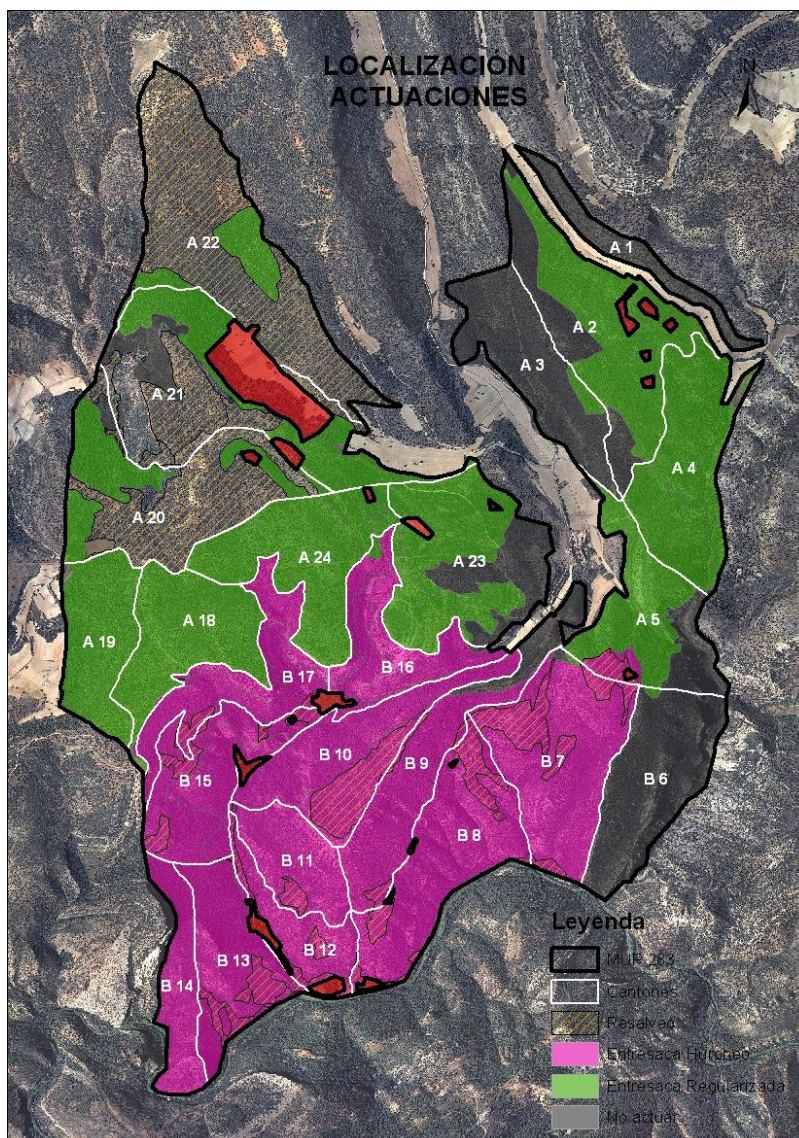 LOCALIZACIÓN
ACTUACIONES
N
A 1
A 22
A 2
A 3
A 21
A 4
A 20
A 24
A 23
A 19
A 18
A 5
B 17
B 16
B 10
B 9
B 7
B 6
B 15
B 8
B 11
B 12
B 13
B 14
Leyenda
MUP 283
Cantones
Resalveo
Entresaca Huroneo
Entresaca Regularizada
No actuar